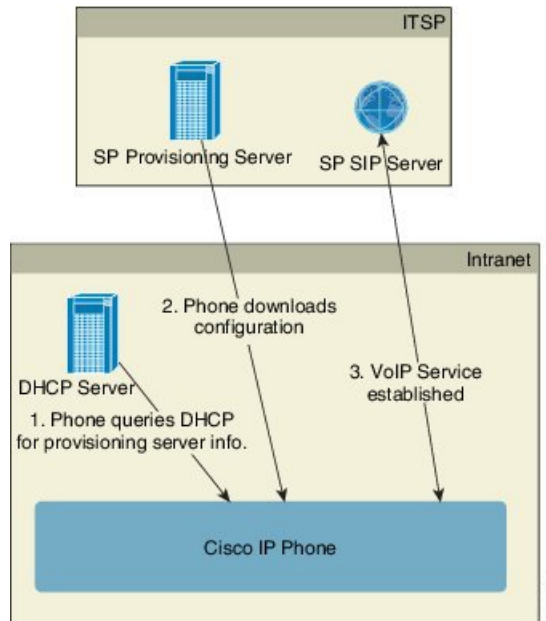 ITSP
SP Provisioning Server
SP SIP Server
Intranet
2. Phone downloads
configuration
DHCP Server
1. Phone queries DHCP
for provisioning server info.
3. VoIP Service
established
Cisco IP Phone